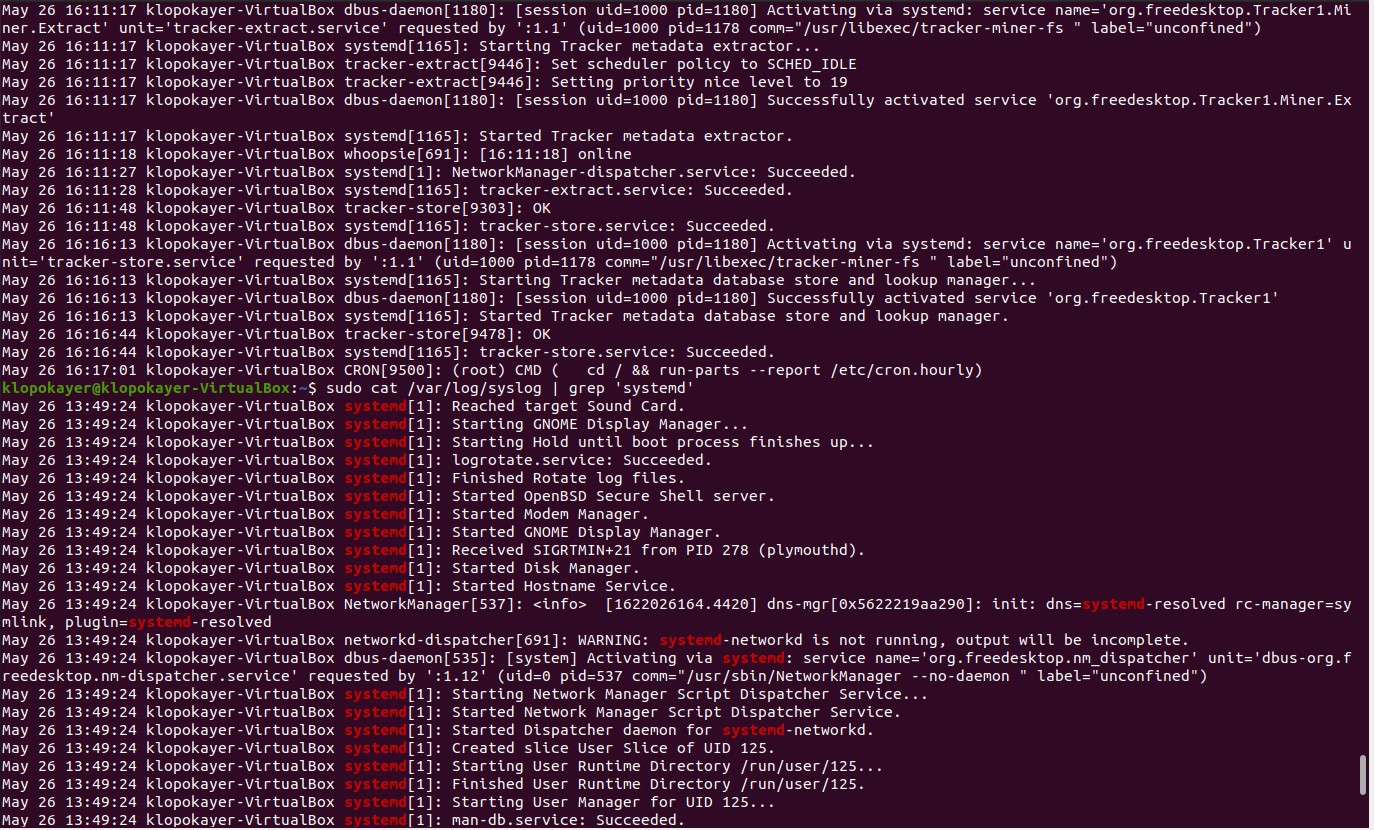 May 26 16:11:17 klopokayer-VirtualBox dbus-daemon[1180]: [session uid=1000 pid=1180] Activating via systemd: service name='org.freedesktop.Tracker1.Mi
ner.Extract' unit='tracker-extract.service' requested by ':1.1' (uid=1000 pid=1178 comm="/usr/libexec/tracker-miner-fs " label="unconfined")
May 26 16:11:17 klopokayer-VirtualBox systemd[1165]: Starting Tracker metadata extractor...
May 26 16:11:17 klopokayer-VirtualBox tracker-extract[9446]: Set scheduler policy to SCHED_IDLE
May 26 16:11:17 klopokayer-VirtualBox tracker-extract[9446]: Setting priority nice level to 19
May 26 16:11:17 klopokayer-VirtualBox dbus-daemon[1180]: [session uid=1000 pid=1180] Successfully activated service 'org.freedesktop.Tracker1.Miner.Ex
tract'
May 26 16:11:17 klopokayer-VirtualBox systemd[1165]: Started Tracker metadata extractor.
May 26 16:11:18 klopokayer-VirtualBox whoopsie[691]: [16:11:18] online
May 26 16:11:27 klopokayer-VirtualBox systemd[1]: NetworkManager-dispatcher.service: Succeeded.
May 26 16:11:28 klopokayer-VirtualBox systemd[1165]: tracker-extract.service: Succeeded.
May 26 16:11:48 klopokayer-VirtualBox tracker-store[9303]: OK
May 26 16:11:48 klopokayer-VirtualBox systemd[1165]: tracker-store.service: Succeeded.
May 26 16:16:13 klopokayer-VirtualBox dbus-daemon[1180]: [session uid=1000 pid=1180] Activating via systemd: service name='org.freedesktop.Tracker1' u
nit='tracker-store.service' requested by ':1.1' (uid=1000 pid=1178 comm="/usr/libexec/tracker-miner-fs " label="unconfined")
May 26 16:16:13 klopokayer-VirtualBox systemd[1165]: Starting Tracker metadata database store and lookup manager...
May 26 16:16:13 klopokayer-VirtualBox dbus-daemon[1180]: [session uid=1000 pid=1180] Successfully activated service 'org.freedesktop.Tracker1'
May 26 16:16:13 klopokayer-VirtualBox systemd[1165]: Started Tracker metadata database store and lookup manager.
May 26 16:16:44 klopokayer-VirtualBox tracker-store[9478]: OK
May 26 16:16:44 klopokayer-VirtualBox systemd[1165]: tracker-store.service: Succeeded.
May 26 16:17:01 klopokayer-VirtualBox CRON[9500]: (root) CMD (   cd / && run-parts --report /etc/cron.hourly)
klopokayer@klopokayer-VirtualBox:~$ sudo cat /var/log/syslog | grep 'systemd'
May 26 13:49:24 klopokayer-VirtualBox systemd[1]: Reached target Sound Card.
May 26 13:49:24 klopokayer-VirtualBox systemd[1]: Starting GNOME Display Manager...
May 26 13:49:24 klopokayer-VirtualBox systemd[1]: Starting Hold until boot process finishes up...
May 26 13:49:24 klopokayer-VirtualBox systemd[1]: logrotate.service: Succeeded.
May 26 13:49:24 klopokayer-VirtualBox systemd[1]: Finished Rotate log files.
May 26 13:49:24 klopokayer-VirtualBox systemd[1]: Started OpenBSD Secure Shell server.
May 26 13:49:24 klopokayer-VirtualBox systemd[1]: Started Modem Manager.
May 26 13:49:24 klopokayer-VirtualBox systemd[1]: Started GNOME Display Manager.
May 26 13:49:24 klopokayer-VirtualBox systemd[1]: Received SIGRTMIN+21 from PID 278 (plymouthd).
May 26 13:49:24 klopokayer-VirtualBox systemd[1]: Started Disk Manager.
May 26 13:49:24 klopokayer-VirtualBox systemd[1]: Started Hostname Service.
May 26 13:49:24 klopokayer-VirtualBox NetworkManager[537]: <info>  [1622026164.4420] dns-mgr[0x5622219aa290]: init: dns=systemd-resolved rc-manager=sy
mlink, plugin=systemd-resolved
May 26 13:49:24 klopokayer-VirtualBox networkd-dispatcher[691]: WARNING: systemd-networkd is not running, output will be incomplete.
May 26 13:49:24 klopokayer-VirtualBox dbus-daemon[535]: [system] Activating via systemd: service name='org.freedesktop.nm_dispatcher' unit='dbus-org.f
reedesktop.nm-dispatcher.service' requested by ':1.12' (uid=0 pid=537 comm="/usr/sbin/NetworkManager --no-daemon " label="unconfined")
May 26 13:49:24 klopokayer-VirtualBox systemd[1]: Starting Network Manager Script Dispatcher Service...
May 26 13:49:24 klopokayer-VirtualBox systemd[1]: Started Network Manager Script Dispatcher Service.
May 26 13:49:24 klopokayer-VirtualBox systemd[1]: Started Dispatcher daemon for systemd-networkd.
May 26 13:49:24 klopokayer-VirtualBox systemd[1]: Created slice User Slice of UID 125.
May 26 13:49:24 klopokayer-VirtualBox systemd[1]: Starting User Runtime Directory /run/user/125...
May 26 13:49:24 klopokayer-VirtualBox systemd[1]: Finished User Runtime Directory /run/user/125.
May 26 13:49:24 klopokayer-VirtualBox systemd[1]: Starting User Manager for UID 125...
May 26 13:49:24 klopokayer-VirtualBox systemd[1]: man-db.service: Succeeded.